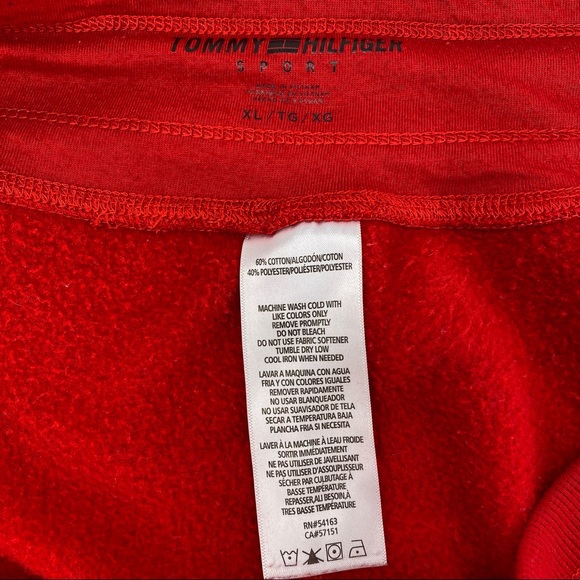 TOMMY HILFIGER
SPORT
XL / TG / XG
60% COTTON/ALGODÓN/COTON
40% POLYESTER/POLIÉSTER/POLYESTER
MACHINE WASH COLD WITH
LIKE COLORS ONLY
REMOVE PROMPTLY
DO NOT BLEACH
DO NOT USE FABRIC SOFTENER
TUMBLE DRY LOW
COOL IRON WHEN NEEDED
LAVAR A MAQUINA CON AGUA
FRIA Y CON COLORES IGUALES
REMOVER RAPIDAMENTE
NO USAR BLANQUEADOR
NO USAR SUAVISADOR DE TELA
SECAR A TEMPERATURA BAJA
PLANCHA FRIA SI NECESITA
LAVER À LA MACHINE À LEAU FROIDE
SORTIR IMMÉDIATEMENT
NE PAS UTILISER DE JAVELLISANT
NE PAS UTILISER D'ASSOUPLISSEUR
SÉCHER PAR CULBUTAGE À
BASSE TEMPÉRATURE
REPASSER,AU BESOIN,À
TRES BASSE TEMPÉRATURE
RN#54163
CA#57151